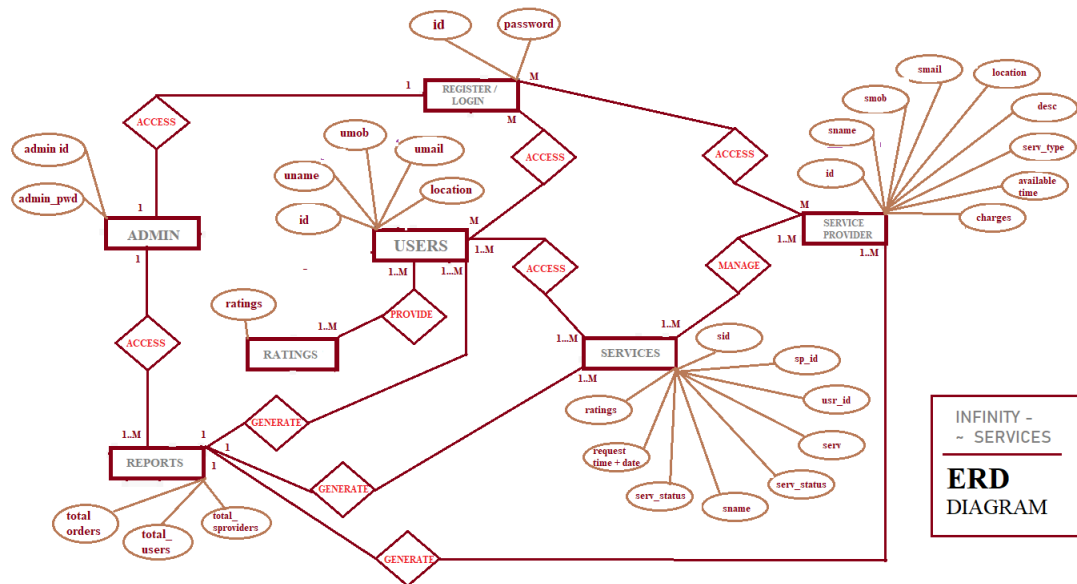 id
password
M
1
REGISTER /
LOGIN
M
smail
location
smob
desc
sname
serv_type
id
available
time
charges
ACCESS
umob
umail
ACCESS
ACCESS
admin id
uname
location
admin_pwd
id
1
M
M
ADMIN
USERS
SERVICE
PROVIDER
1
1..M
1..M
1..M
1...M
1..M
ACCESS
MANAGE
ratings
PROVIDE
1..M
ACCESS
1...M
1..M
RATINGS
SERVICES
1..M
sid
sp_id
ratings
usr_id
GENERATE
serv
request
time + date
serv_status
serv_status
sname
1..M
1
1
1
REPORTS
GENERATE
total
orders
total_
users
total_
sproviders
GENERATE
INFINITY -
~ SERVICES
ERD
DIAGRAM